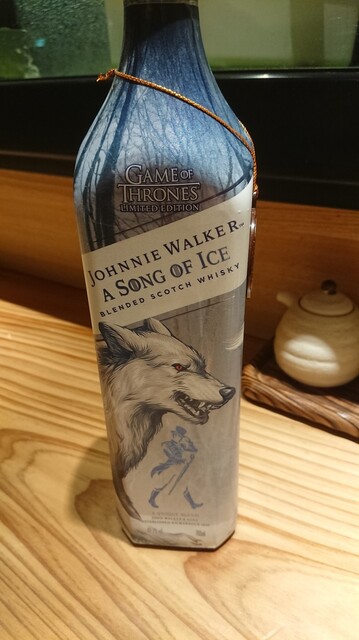 GAME OF
THRONES
LIMITED EDITION
JOHNNIE WALKER
A SONG OF ICE
BLENDED SCOTCH WHISKY